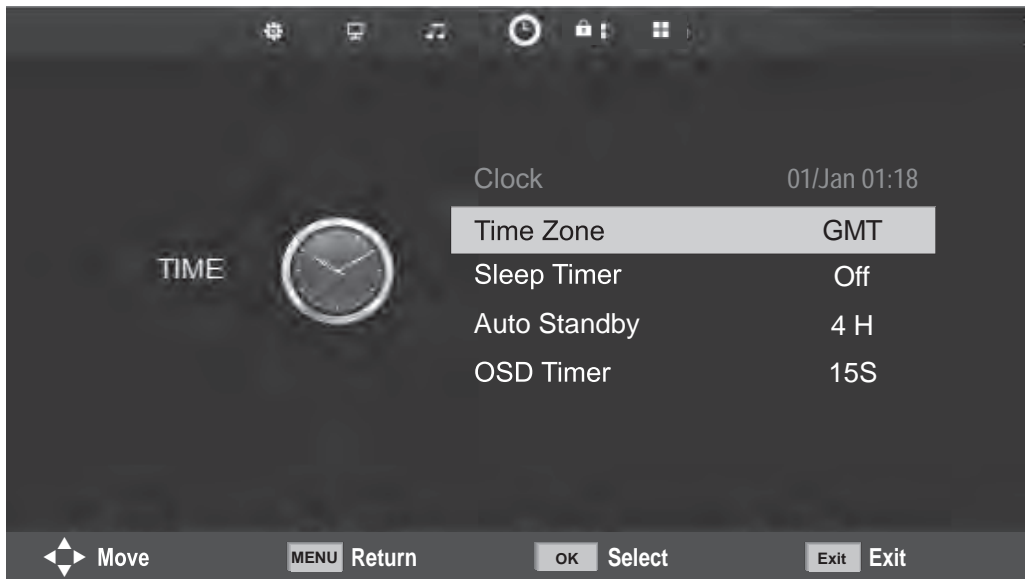 Clock 01/Jan 01:18
Time Zone GMT
TIME
Sleep Timer Off
Auto Standby 4 H
OSD Timer 15S
Move MENU Return OK Select Exit Exit